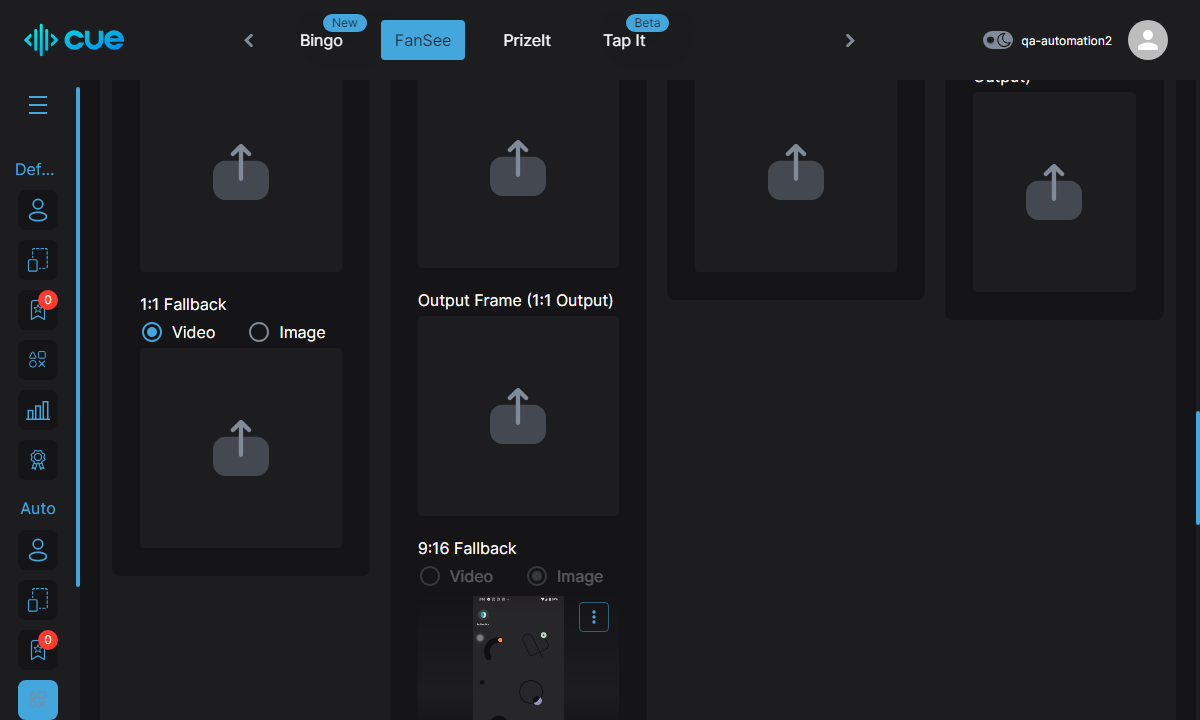 cue
Bingo
New
FanSee
PrizeIt
Tap It
Beta
qa-automation2
Def...
0
Auto
0
1:1 Fallback
Video
Image
Output Frame (1:1 Output)
9:16 Fallback
Video
Image
Output)